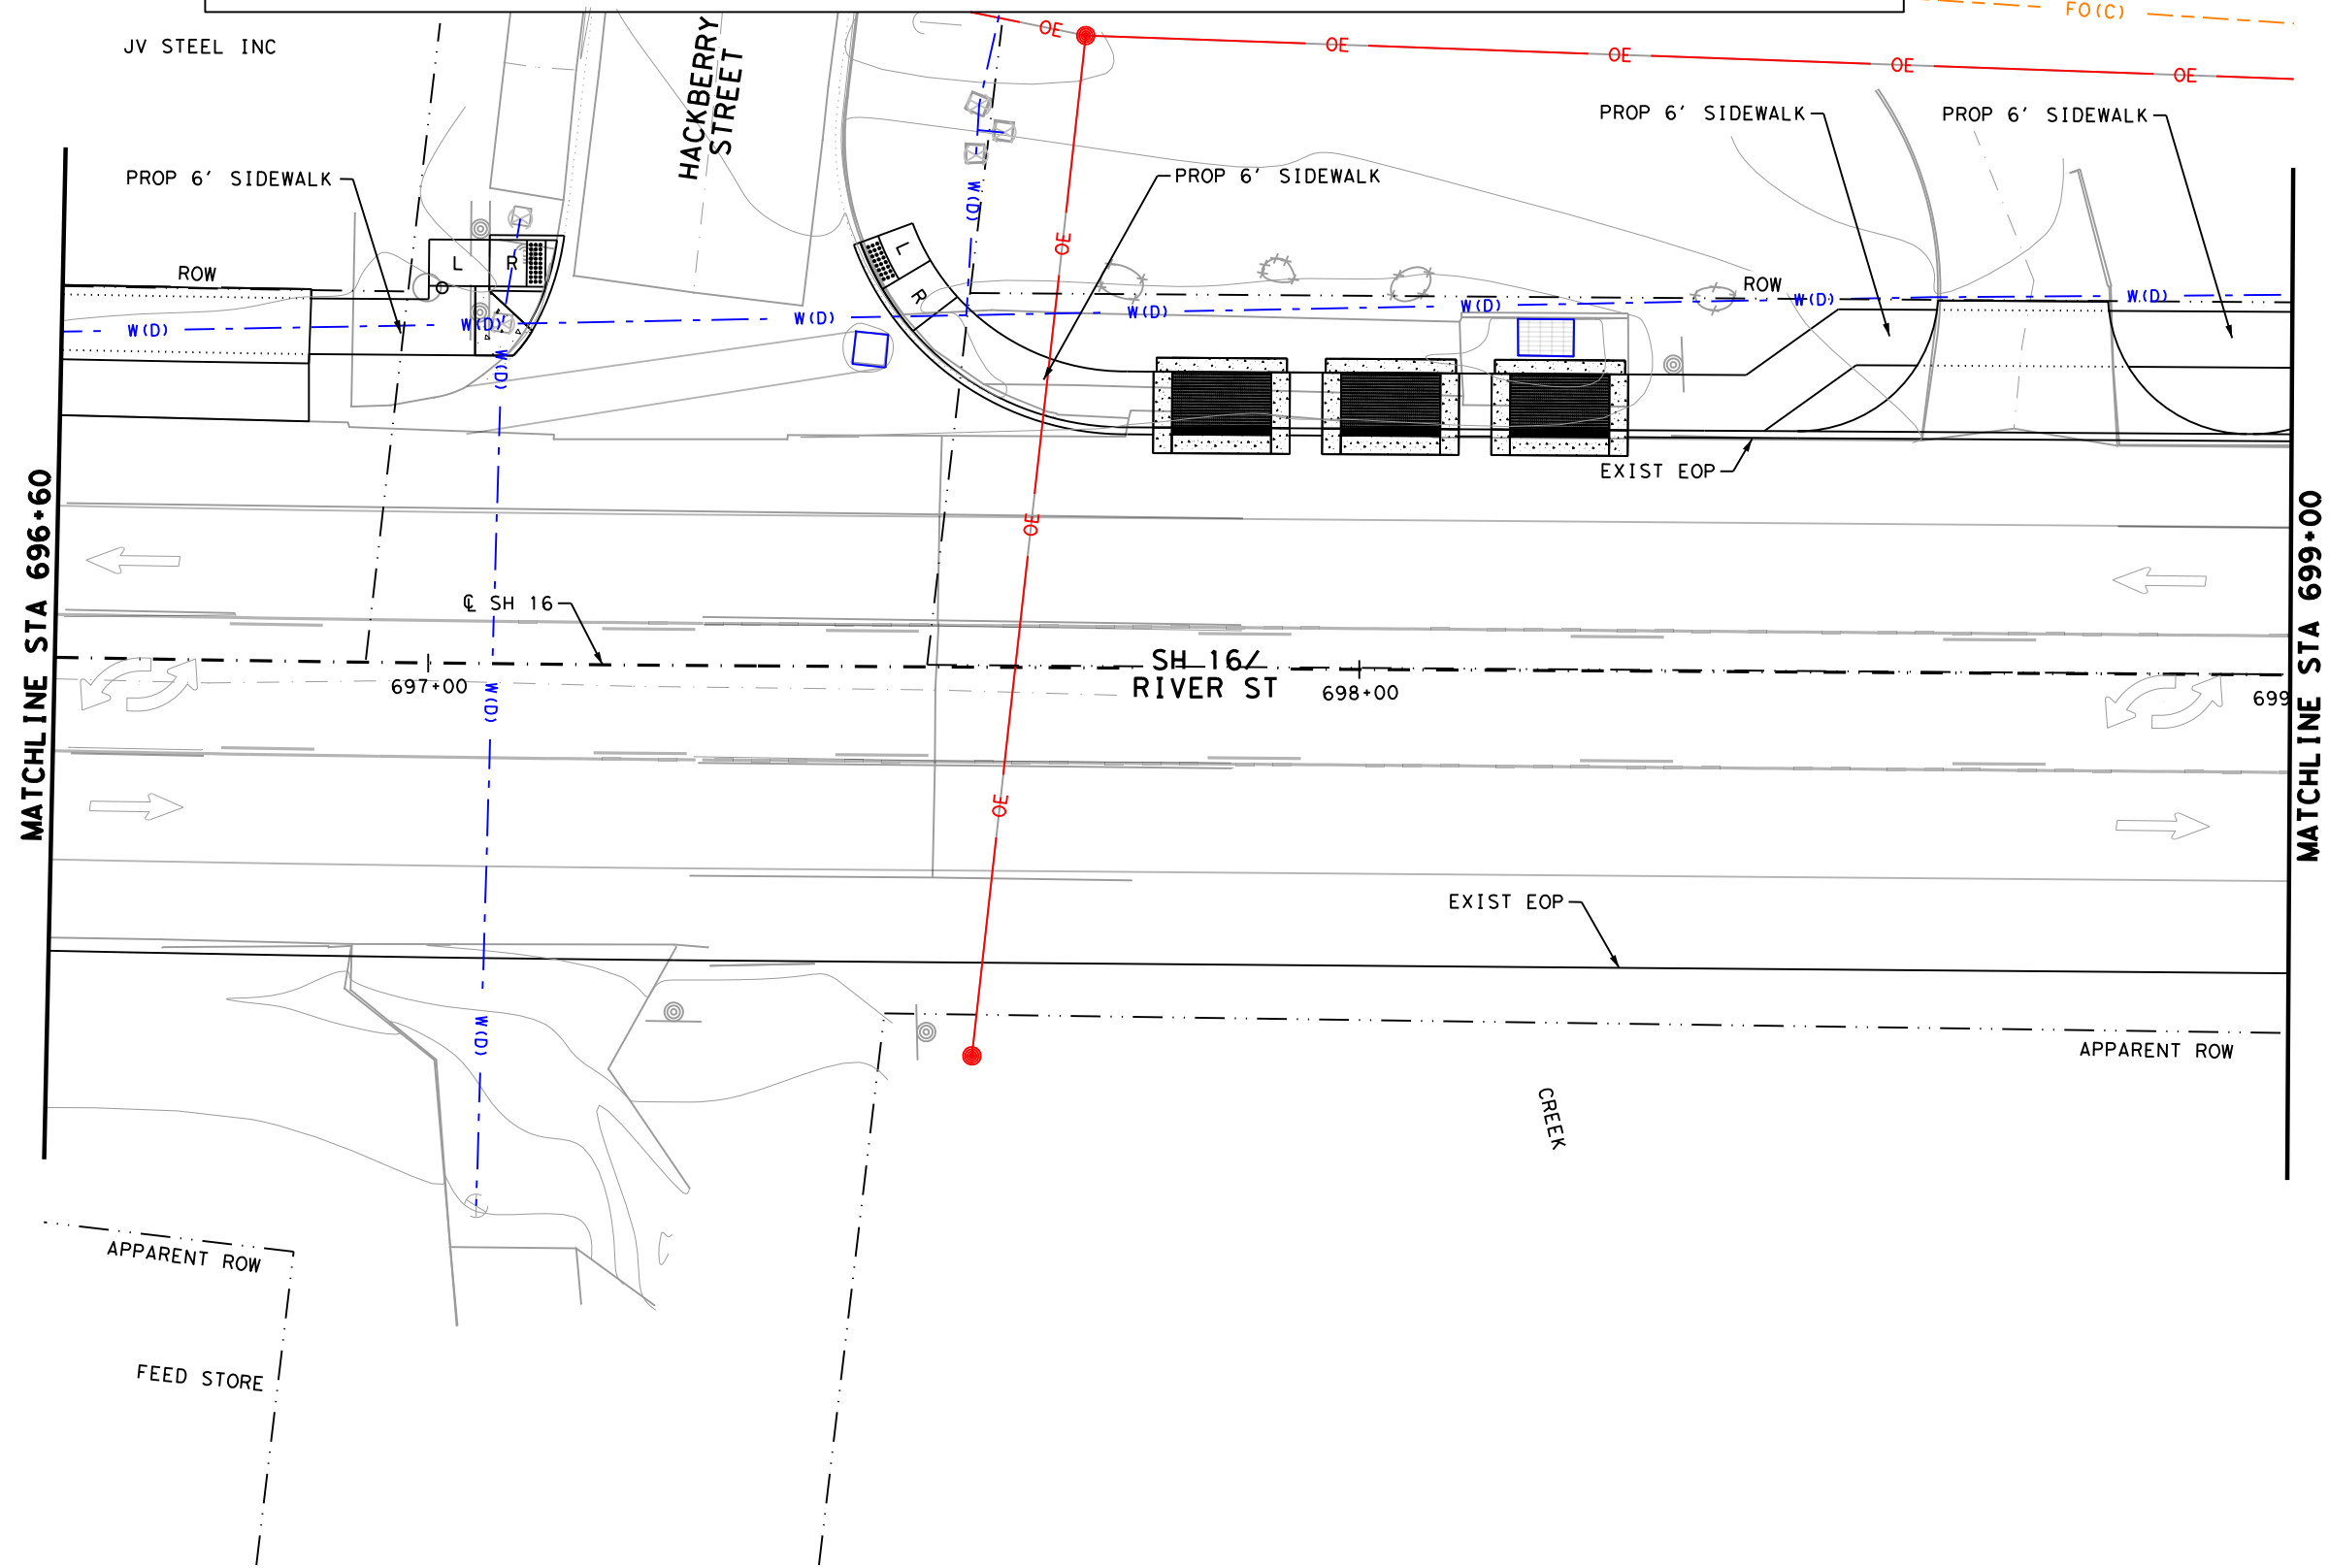 FO(C)
OE
OE
OE
OE
OE
JV STEEL INC
HACKBERRY
STREET
PROP 6' SIDEWALK
PROP 6' SIDEWALK
PROP 6' SIDEWALK
PROP 6' SIDEWALK
W(D)
OE
ROW
L
R
L
R
ROW
W(D)
W(D)
W(D)
W(D)
W(D)
W(D)
W(D)
W(D)
EXIST EOP
MATCHLINE STA 696+60
MATCHLINE STA 699+00
OE
℄ SH 16
SH 16/
RIVER ST
697+00
698+00
699
W(D)
OE
EXIST EOP
W(D)
APPARENT ROW
CREEK
APPARENT ROW
FEED STORE